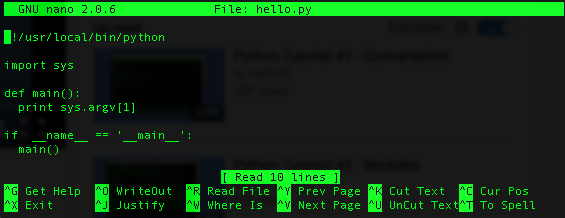 GNU nano 2.0.6 File: hello.py
!/usr/local/bin/python
import sys
def main():
print sys.argv[1]
if __name__ == '__main__':
main()
[ Read 10 lines ]
^G Get Help ^O WriteOut ^R Read File ^Y Prev Page ^K Cut Text ^C Cur Pos
^X Exit ^J Justify ^W Where Is ^V Next Page ^U UnCut Text ^T To Spell